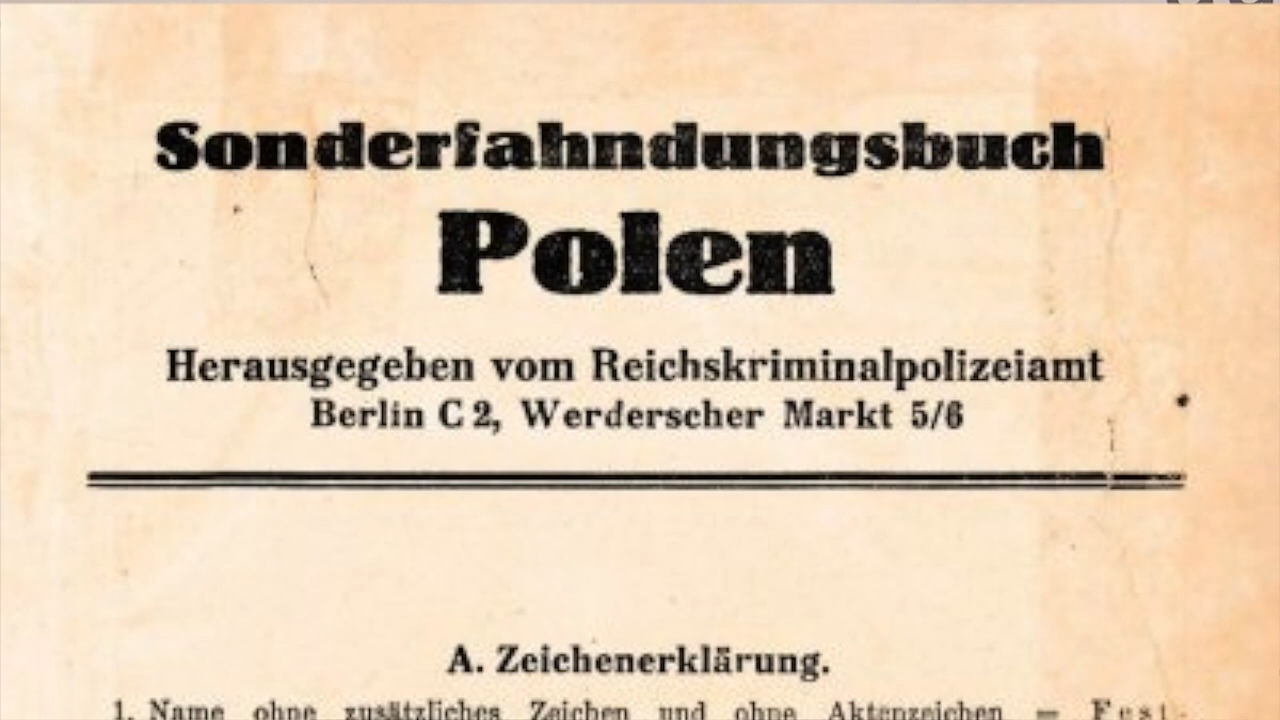 Sonderfahndungsbuch
Polen
Herausgegeben vom Reichskriminalpolizeiamt
Berlin C 2, Werderscher Markt 5/6
A. Zeichenerklärung.
1. Name ohne zusätzliches Zeichen und ohne Aktenzeichen = Fest-